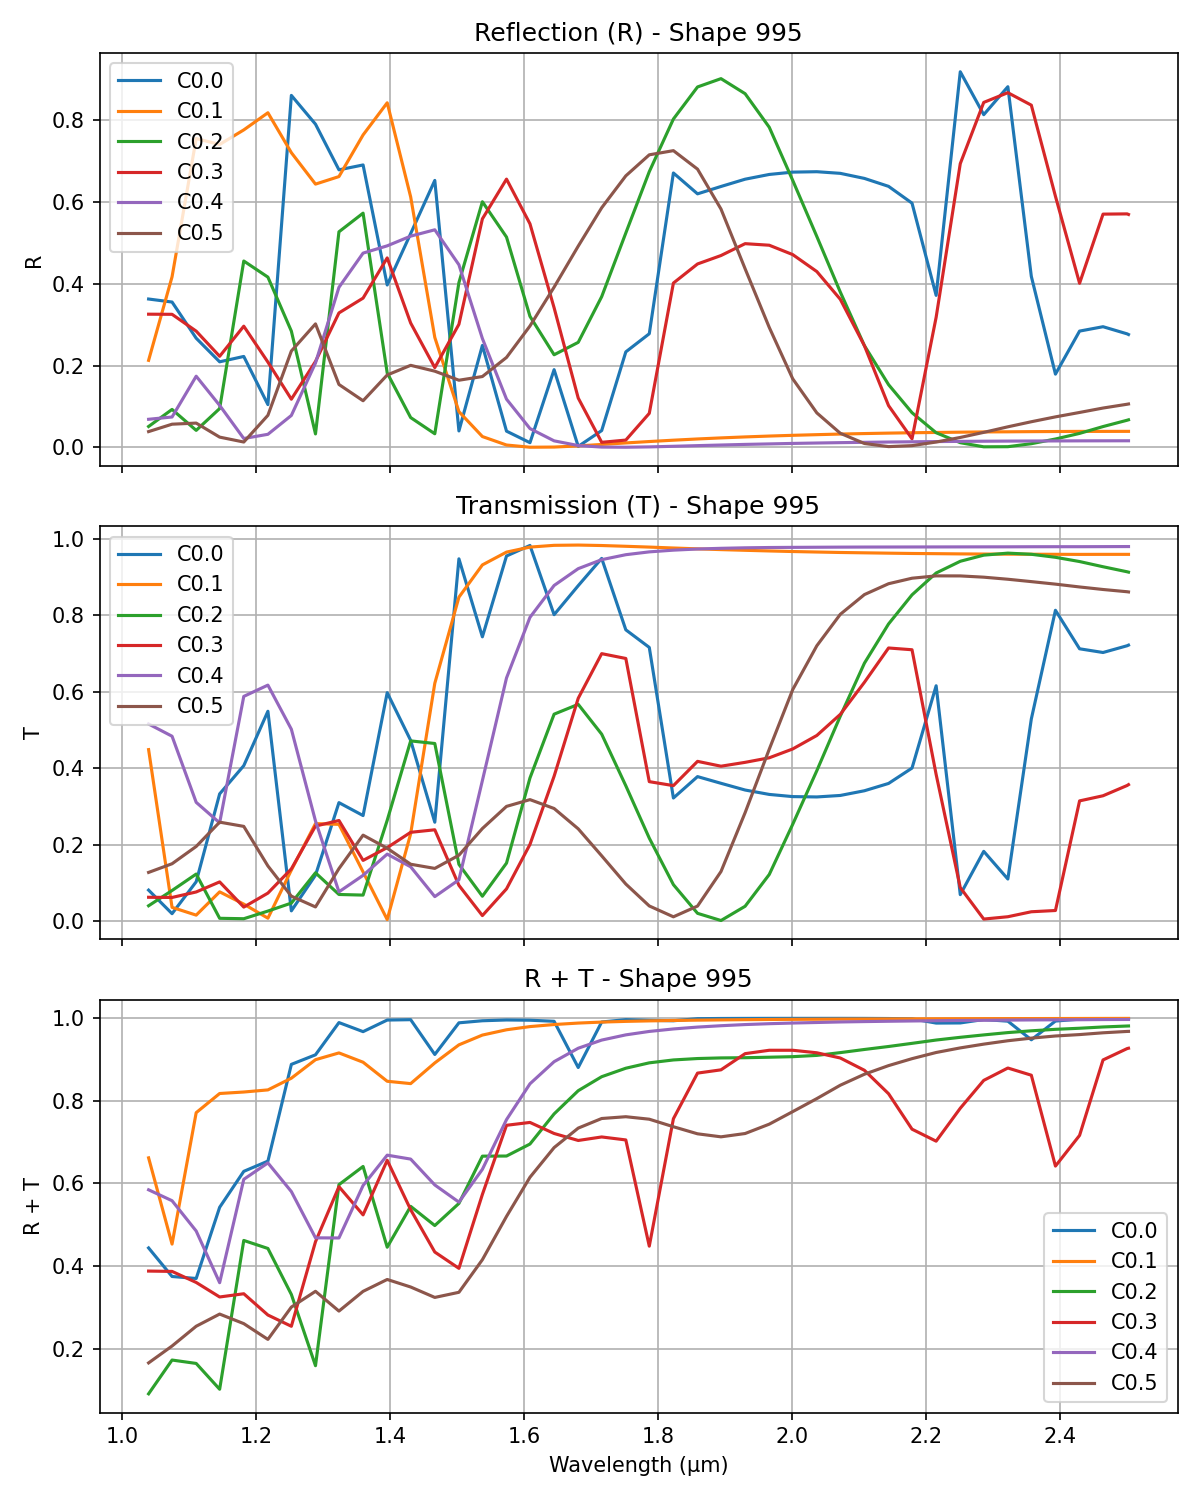 Reflection (R) - Shape 995
0.8
0.6
0.4
0.2
0.0
R
C0.0
C0.1
C0.2
C0.3
C0.4
C0.5
Transmission (T) - Shape 995
1.0
0.8
0.6
0.4
0.2
0.0
T
C0.0
C0.1
C0.2
C0.3
C0.4
C0.5
R + T - Shape 995
1.0
0.8
0.6
0.4
0.2
R + T
C0.0
C0.1
C0.2
C0.3
C0.4
C0.5
1.0 1.2 1.4 1.6 1.8 2.0 2.2 2.4
Wavelength (μm)